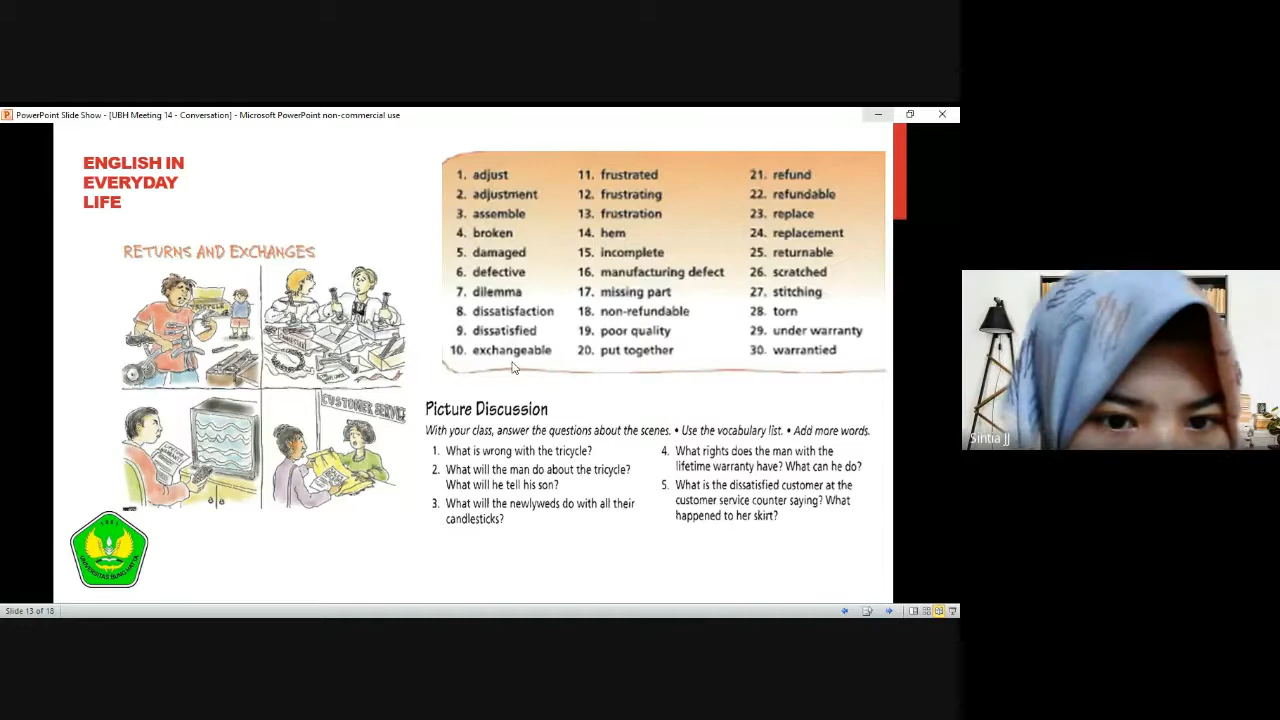 PowerPoint Slide Show - [UBH Meeting 14 - Conversation] - Microsoft PowerPoint non-commercial use
ENGLISH IN
EVERYDAY
LIFE
RETURNS AND EXCHANGES
CUSTOMER SERVICE
UNIVERSITAS BUNG HATTA
1. adjust
2. adjustment
3. assemble
4. broken
5. damaged
6. defective
7. dilemma
8. dissatisfaction
9. dissatisfied
10. exchangeable
11. frustrated
12. frustrating
13. frustration
14. hem
15. incomplete
16. manufacturing defect
17. missing part
18. non-refundable
19. poor quality
20. put together
21. refund
22. refundable
23. replace
24. replacement
25. returnable
26. scratched
27. stitching
28. torn
29. under warranty
30. warrantied
Picture Discussion
With your class, answer the questions about the scenes. • Use the vocabulary list. • Add more words.
1. What is wrong with the tricycle?
2. What will the man do about the tricycle?
What will he tell his son?
3. What will the newlyweds do with all their
candlesticks?
4. What rights does the man with the
lifetime warranty have? What can he do?
5. What is the dissatisfied customer at the
customer service counter saying? What
happened to her skirt?
Slide 13 of 18
Sintia JJ